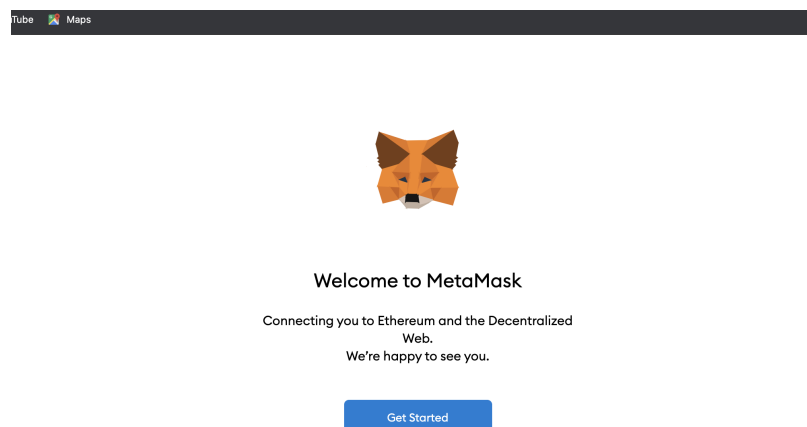 Maps
Welcome to MetaMask
Connecting you to Ethereum and the Decentralized
Web.
We're happy to see you.
Get Started